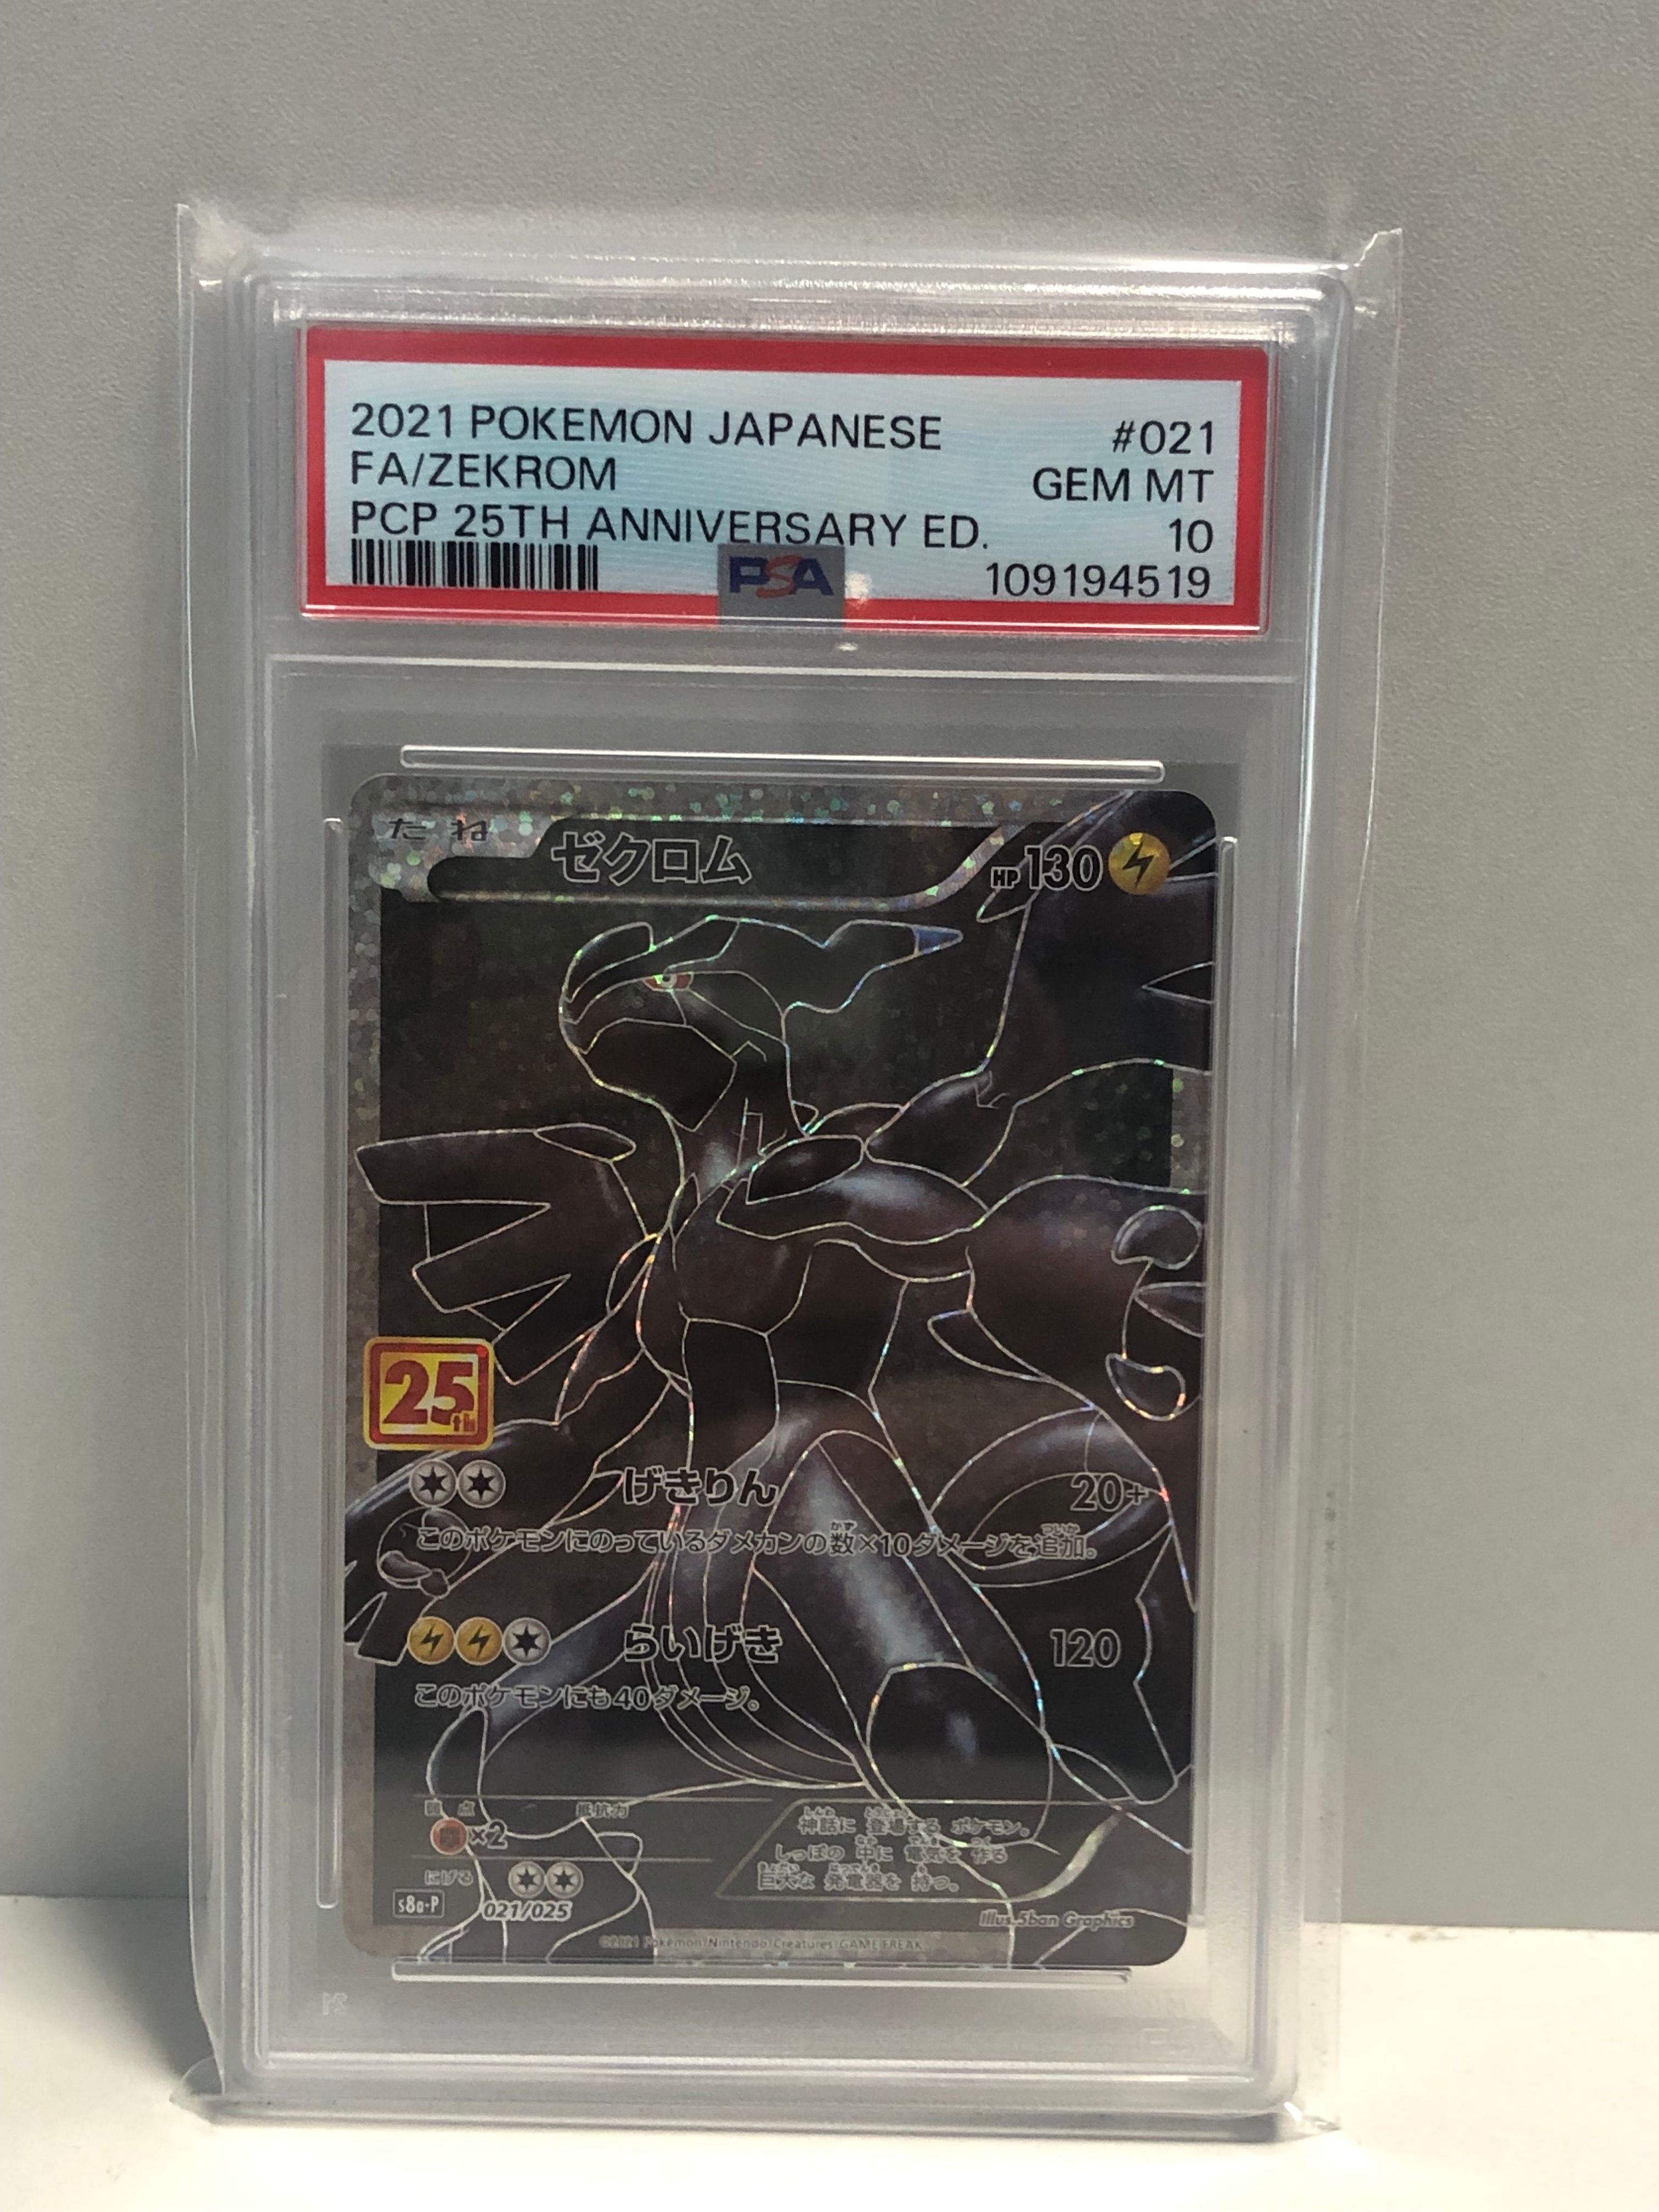 2021 POKEMON JAPANESE #021
FA/ZEKROM GEM MT
PCP 25TH ANNIVERSARY ED. 10
PSA 109194519
たね ゼクロム HP130
25th
げきりん 20+
このポケモンにのっているダメカンの数×10ダメージを追加。
らいげき 120
このポケモンにも40ダメージ。
弱点 抵抗力
×2
にげる
神話に 登場する ポケモン。
しっぽの 中に 電気を 作る
巨大な 発電器を 持つ。
s8a-P 021/025
Illus. 5ban Graphics
©2021 Pokémon/Nintendo/Creatures/GAME FREAK